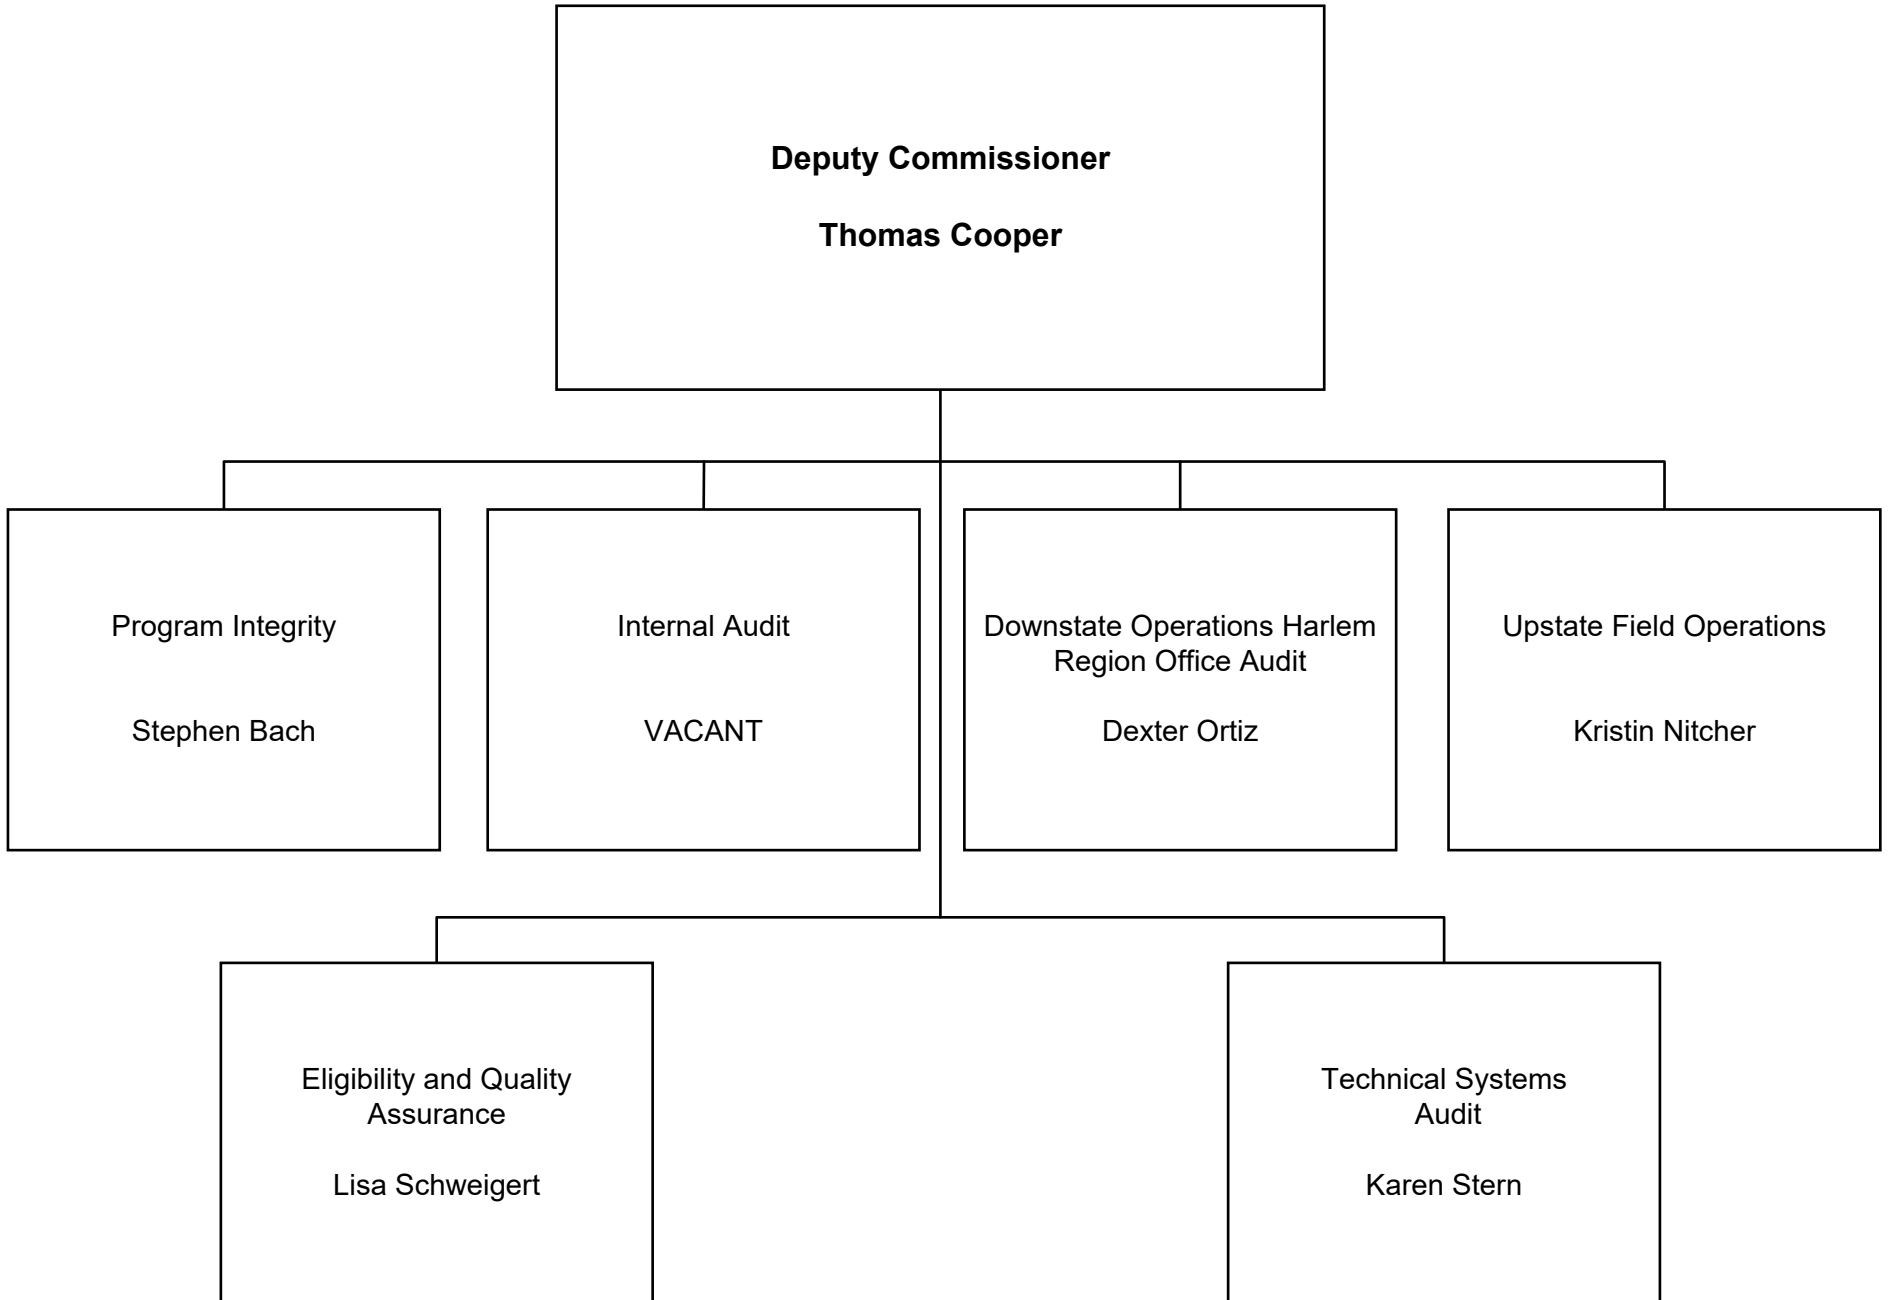 Deputy Commissioner
Thomas Cooper
Program Integrity
Stephen Bach
Internal Audit
VACANT
Downstate Operations Harlem
Region Office Audit
Dexter Ortiz
Upstate Field Operations
Kristin Nitcher
Eligibility and Quality
Assurance
Lisa Schweigert
Technical Systems
Audit
Karen Stern